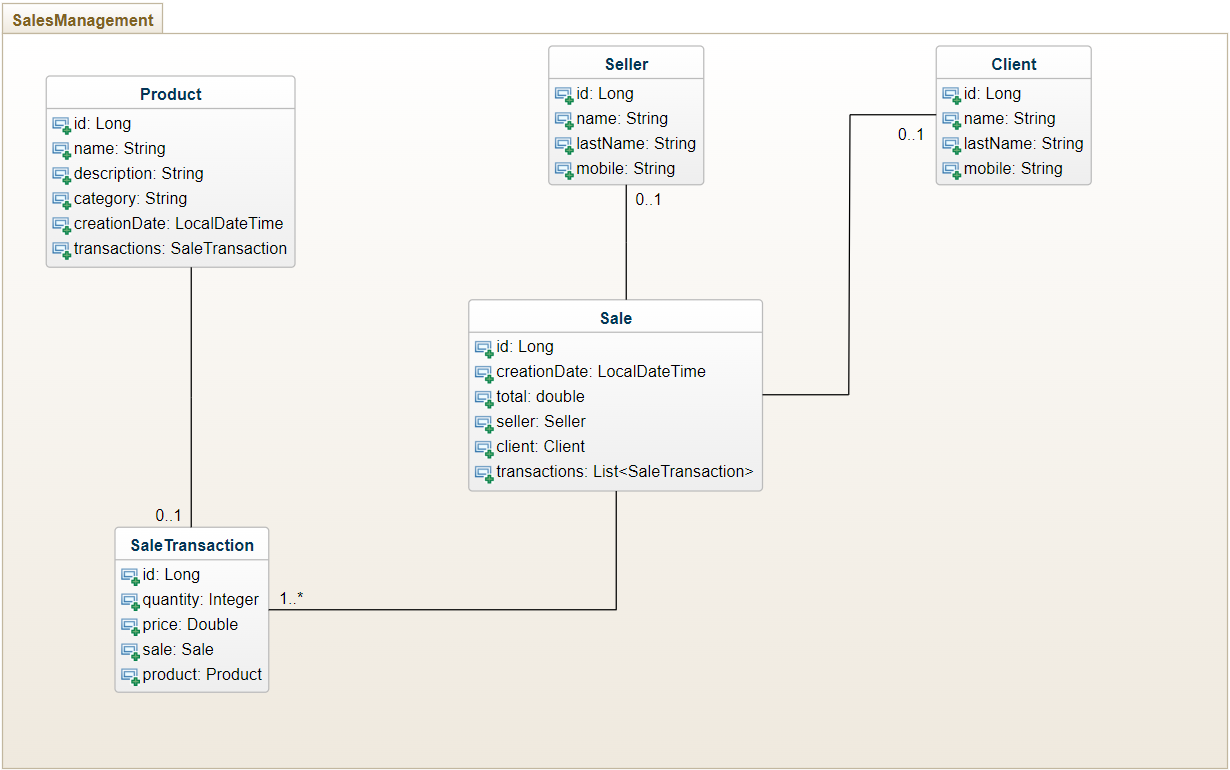 SalesManagement
Product
id: Long
name: String
description: String
category: String
creationDate: LocalDateTime
transactions: SaleTransaction
Seller
id: Long
name: String
lastName: String
mobile: String
0..1
Client
id: Long
name: String
lastName: String
mobile: String
0..1
Sale
id: Long
creationDate: LocalDateTime
total: double
seller: Seller
client: Client
transactions: List<SaleTransaction>
0..1
SaleTransaction
id: Long
quantity: Integer
price: Double
sale: Sale
product: Product
1..*